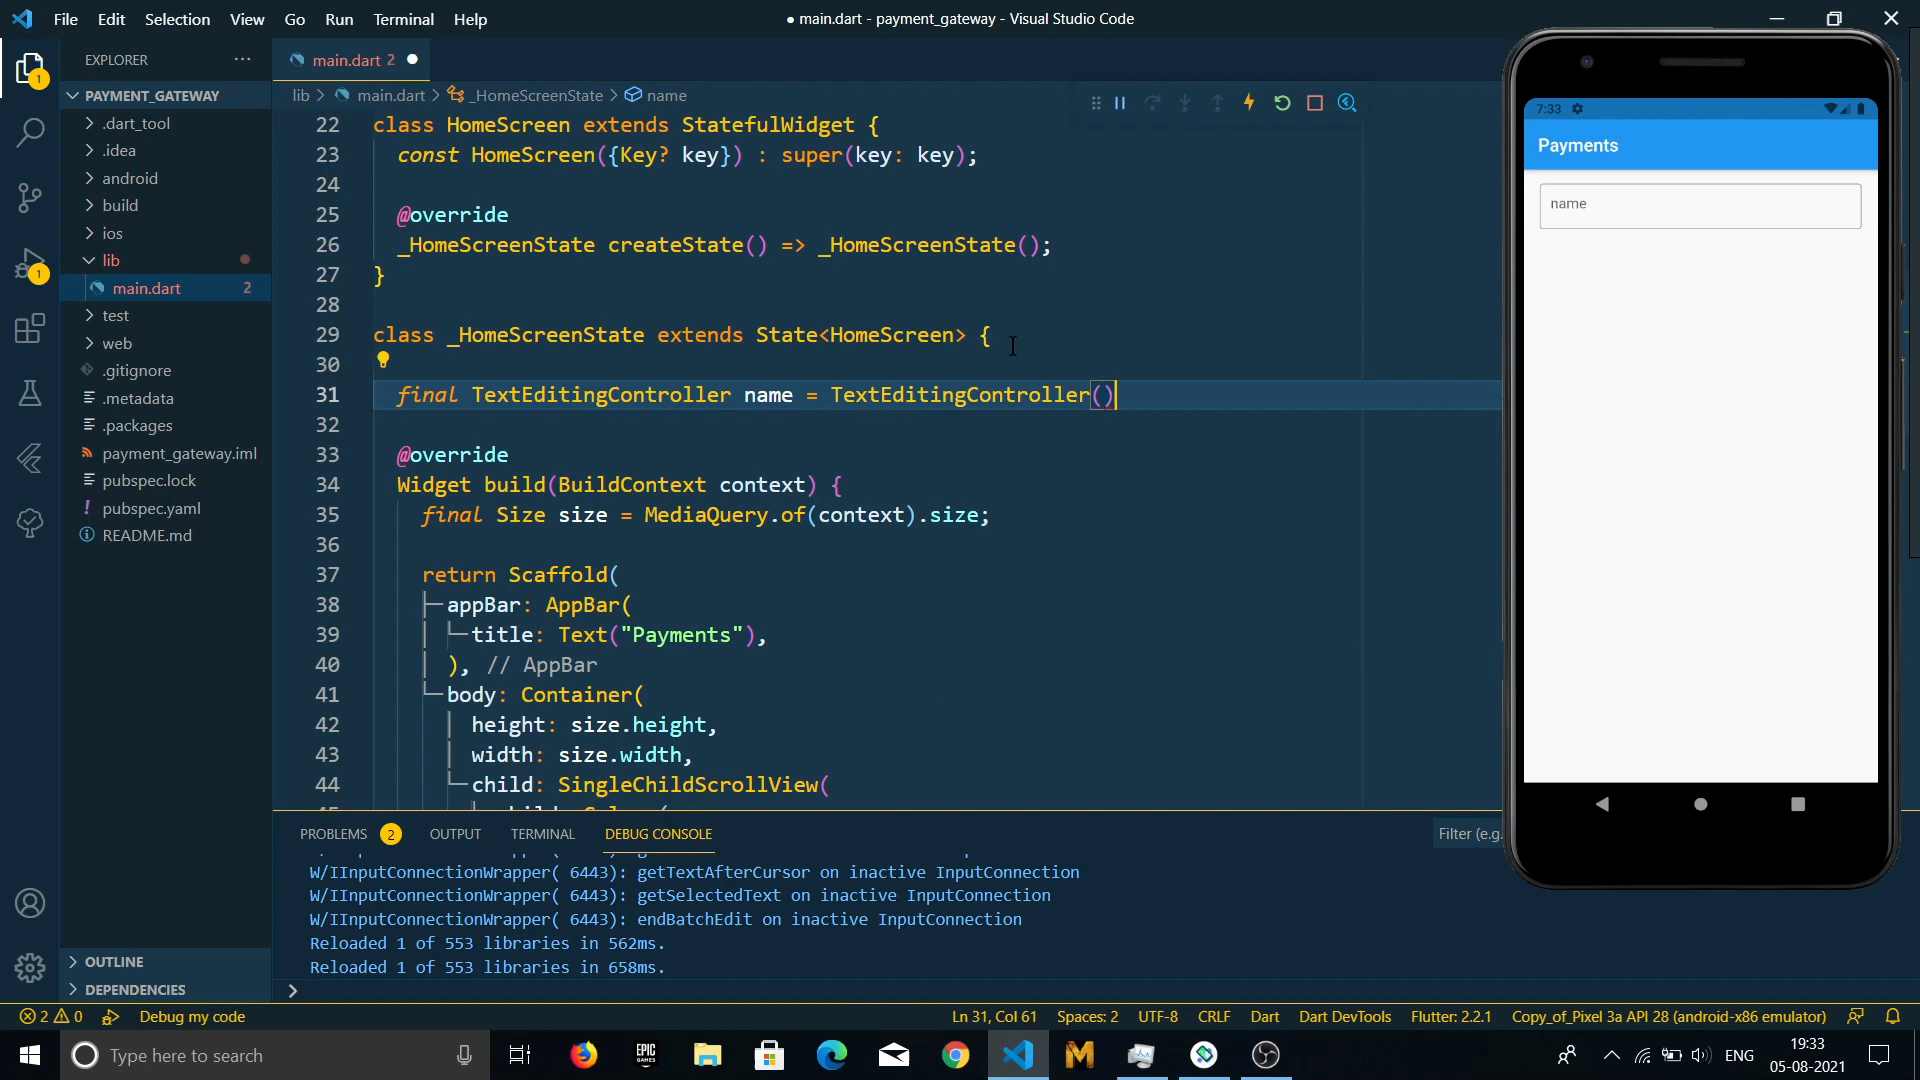 File Edit Selection View Go Run Terminal Help
● main.dart - payment_gateway - Visual Studio Code
EXPLORER ···
main.dart 2 ●
PAYMENT_GATEWAY
.dart_tool
.idea
android
build
ios
lib
main.dart 2
test
web
.gitignore
.metadata
.packages
payment_gateway.iml
pubspec.lock
pubspec.yaml
README.md
OUTLINE
DEPENDENCIES
lib > main.dart > _HomeScreenState > name
22 class HomeScreen extends StatefulWidget {
23 const HomeScreen({Key? key}) : super(key: key);
24
25 @override
26 _HomeScreenState createState() => _HomeScreenState();
27 }
28
29 class _HomeScreenState extends State<HomeScreen> {
30
31 final TextEditingController name = TextEditingController()
32
33 @override
34 Widget build(BuildContext context) {
35 final Size size = MediaQuery.of(context).size;
36
37 return Scaffold(
38 appBar: AppBar(
39 title: Text("Payments"),
40 ), // AppBar
41 body: Container(
42 height: size.height,
43 width: size.width,
44 child: SingleChildScrollView(
PROBLEMS 2 OUTPUT TERMINAL DEBUG CONSOLE
Filter (e.g.
W/IInputConnectionWrapper( 6443): getTextAfterCursor on inactive InputConnection
W/IInputConnectionWrapper( 6443): getSelectedText on inactive InputConnection
W/IInputConnectionWrapper( 6443): endBatchEdit on inactive InputConnection
Reloaded 1 of 553 libraries in 562ms.
Reloaded 1 of 553 libraries in 658ms.
>
7:33
Payments
name
1
1
2 0 Debug my code
Ln 31, Col 61 Spaces: 2 UTF-8 CRLF Dart Dart DevTools Flutter: 2.2.1 Copy_of_Pixel 3a API 28 (android-x86 emulator)
Type here to search
EPIC GAMES
ENG
19:33
05-08-2021